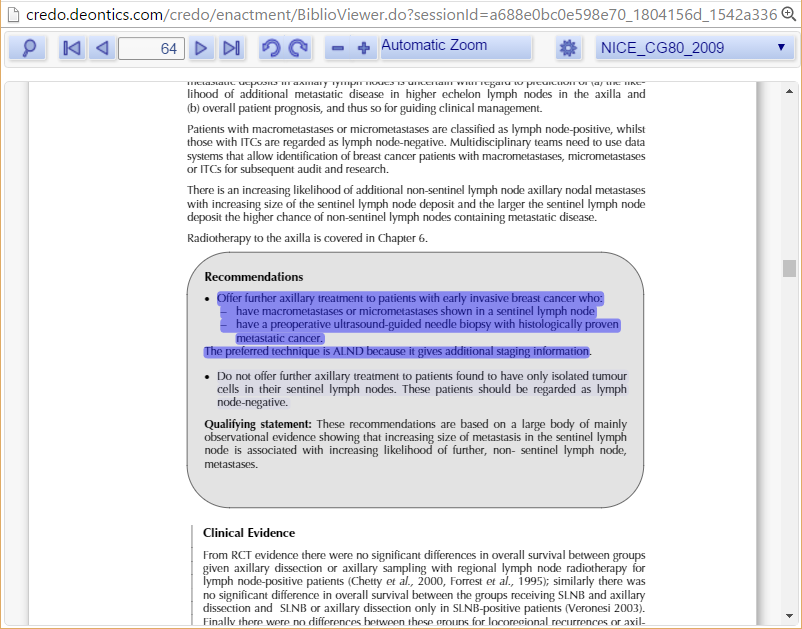 credo.deontics.com/credo/enactment/BiblioViewer.do?sessionId=a688e0bc0e598e70_1804156d_1542a336
64
Automatic Zoom
NICE_CG80_2009
metastatic deposits in axillary lymph nodes is uncertain with regard to prediction of (a) the like-
lihood of additional metastatic disease in higher echelon lymph nodes in the axilla and
(b) overall patient prognosis, and thus so for guiding clinical management.
Patients with macrometastases or micrometastases are classified as lymph node-positive, whilst
those with ITCs are regarded as lymph node-negative. Multidisciplinary teams need to use data
systems that allow identification of breast cancer patients with macrometastases, micrometastases
or ITCs for subsequent audit and research.
There is an increasing likelihood of additional non-sentinel lymph node axillary nodal metastases
with increasing size of the sentinel lymph node deposit and the larger the sentinel lymph node
deposit the higher chance of non-sentinel lymph nodes containing metastatic disease.
Radiotherapy to the axilla is covered in Chapter 6.
Recommendations
• Offer further axillary treatment to patients with early invasive breast cancer who:
– have macrometastases or micrometastases shown in a sentinel lymph node
– have a preoperative ultrasound-guided needle biopsy with histologically proven
metastatic cancer.
The preferred technique is ALND because it gives additional staging information.
• Do not offer further axillary treatment to patients found to have only isolated tumour
cells in their sentinel lymph nodes. These patients should be regarded as lymph
node-negative.
Qualifying statement: These recommendations are based on a large body of mainly
observational evidence showing that increasing size of metastasis in the sentinel lymph
node is associated with increasing likelihood of further, non- sentinel lymph node,
metastases.
Clinical Evidence
From RCT evidence there were no significant differences in overall survival between groups
given axillary dissection or axillary sampling with regional lymph node radiotherapy for
lymph node-positive patients (Chetty et al., 2000, Forrest et al., 1995); similarly there was
no significant difference in overall survival between the groups receiving SLNB and axillary
dissection and SLNB or axillary dissection only in SLNB-positive patients (Veronesi 2003).
Finally there were no differences between these groups for locoregional recurrences or axil-